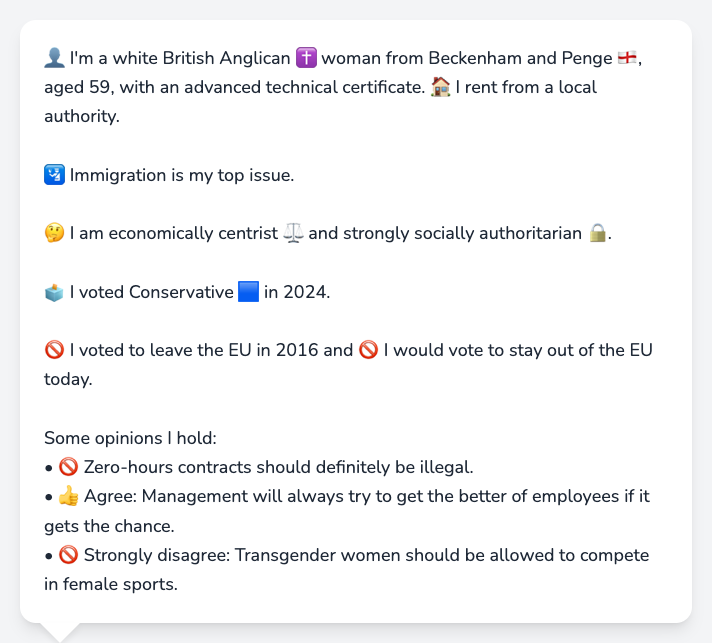 👤 I'm a white British Anglican ✝️ woman from Beckenham and Penge 🏴󠁧󠁢󠁥󠁮󠁧󠁿,
aged 59, with an advanced technical certificate. 🏠 I rent from a local
authority.
🛂 Immigration is my top issue.
🤔 I am economically centrist ⚖️ and strongly socially authoritarian 🔒.
🗳️ I voted Conservative 🟦 in 2024.
🚫 I voted to leave the EU in 2016 and 🚫 I would vote to stay out of the EU
today.
Some opinions I hold:
• 🚫 Zero-hours contracts should definitely be illegal.
• 👍 Agree: Management will always try to get the better of employees if it
gets the chance.
• 🚫 Strongly disagree: Transgender women should be allowed to compete
in female sports.